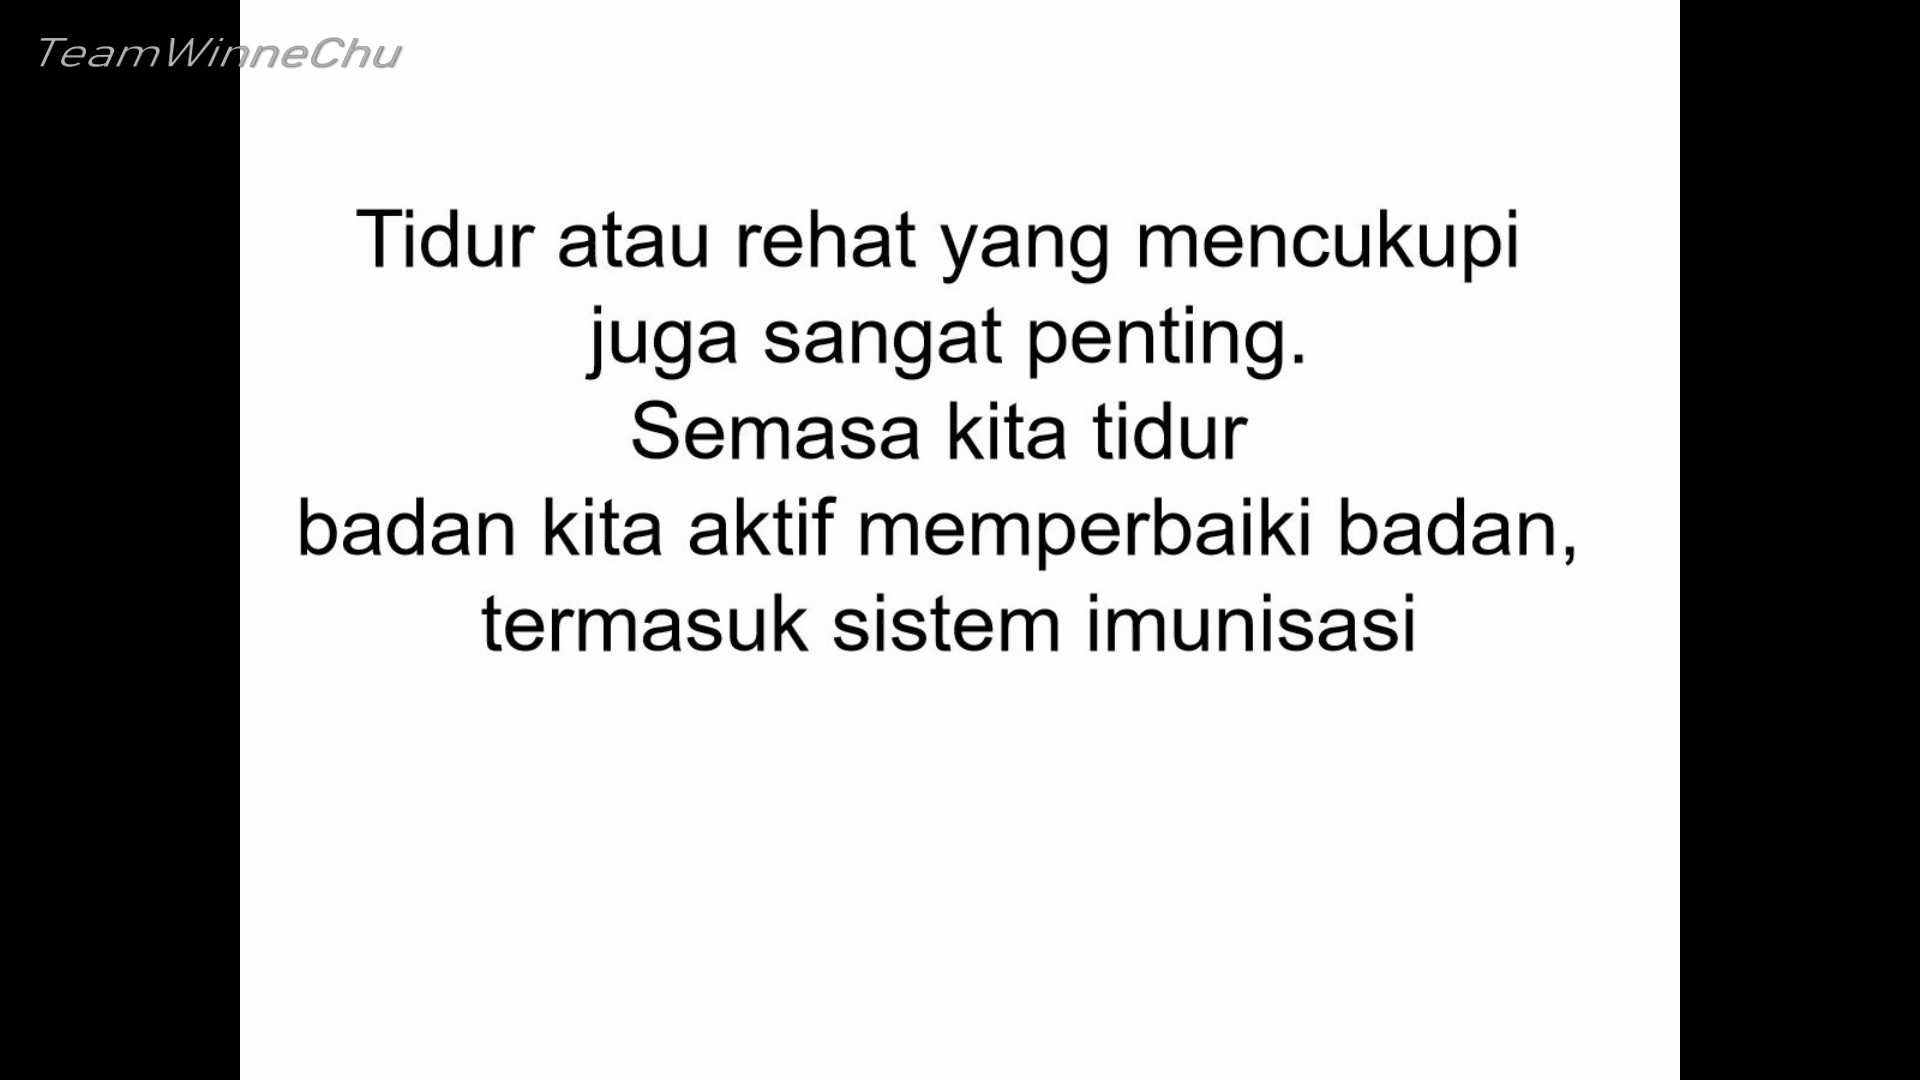 TeamWinneChu
Tidur atau rehat yang mencukupi
juga sangat penting.
Semasa kita tidur
badan kita aktif memperbaiki badan,
termasuk sistem imunisasi